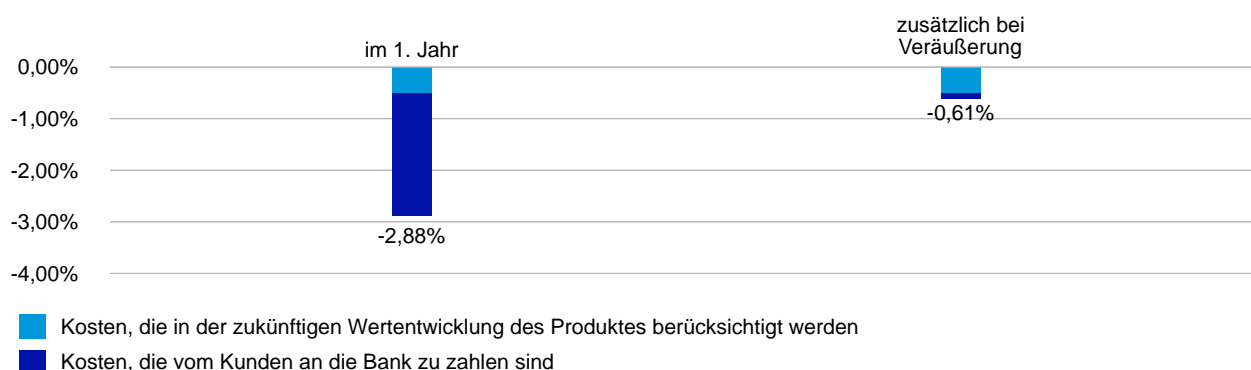 zusätzlich bei
Veräußerung
im 1. Jahr
0,00%
-1,00%
-0,61%
-2,00%
-3,00%
-2,88%
-4,00%
Kosten, die in der zukünftigen Wertentwicklung des Produktes berücksichtigt werden
Kosten, die vom Kunden an die Bank zu zahlen sind